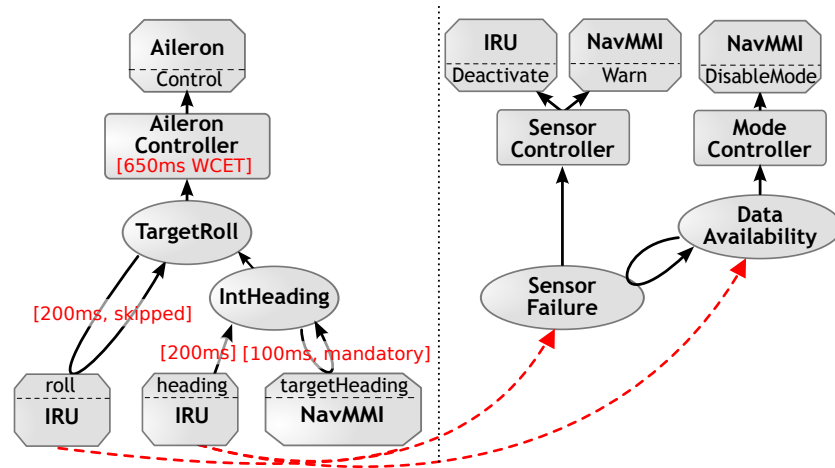 Aileron
Control
Aileron
Controller
[650ms WCET]
TargetRoll
IntHeading
[200ms, skipped]
[200ms]
[100ms, mandatory]
roll
IRU
heading
IRU
targetHeading
NavMMI
IRU
Deactivate
NavMMI
Warn
NavMMI
DisableMode
Sensor
Controller
Mode
Controller
Data
Availability
Sensor
Failure